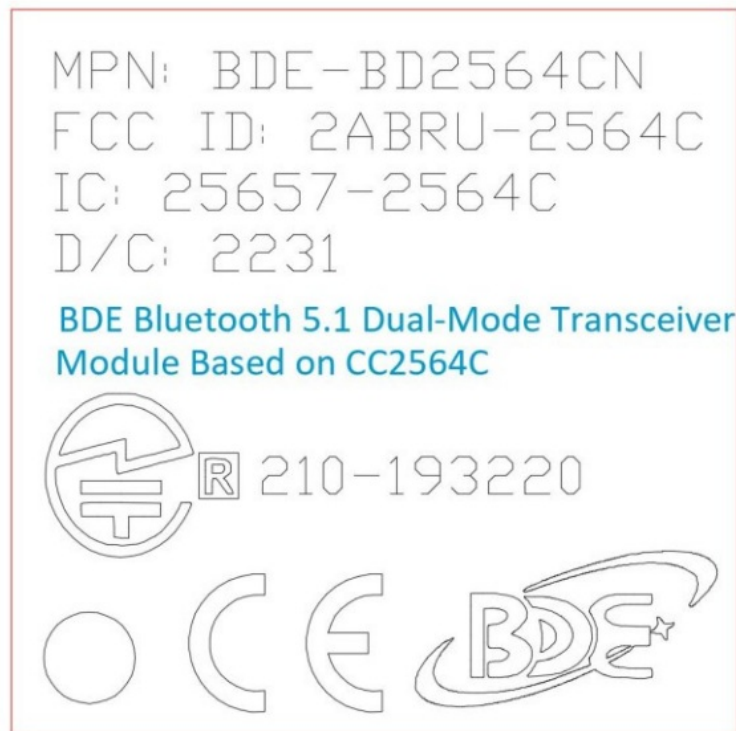 MPN: BDE-BD2564CN
FCC ID: 2ABRU-2564C
IC: 25657-2564C
D/C: 2231
BDE Bluetooth 5.1 Dual-Mode Transceiver
Module Based on CC2564C
R 210-193220
CE BDE